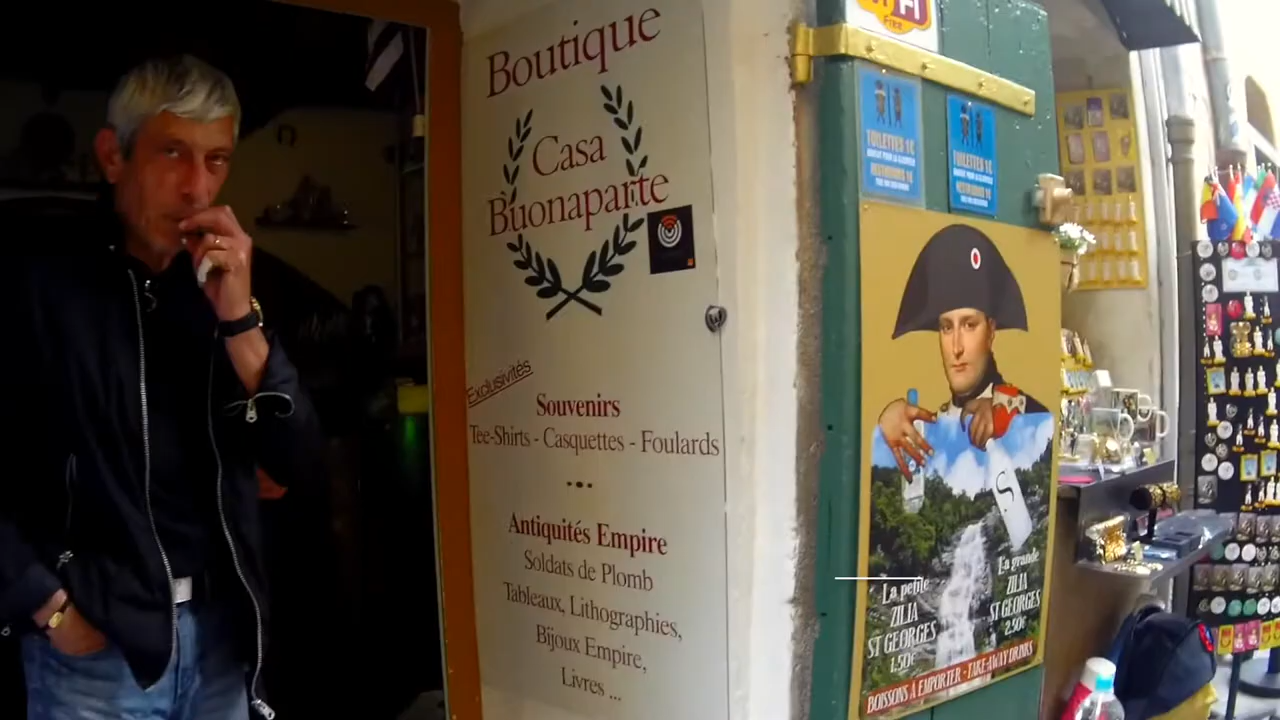 Boutique
Casa
Buonaparte
Exclusivités
Souvenirs
Tee-Shirts - Casquettes - Foulards
Antiquités Empire
Soldats de Plomb
Tableaux, Lithographies,
Bijoux Empire,
Livres ...
Fi
Free
TOILETTES 1€
TOILETTES 1€
La petite
ZILIA
ST GEORGES
1.50€
La grande
ZILIA
ST GEORGES
2.50€
BOISSONS À EMPORTER - TAKE AWAY DRINKS